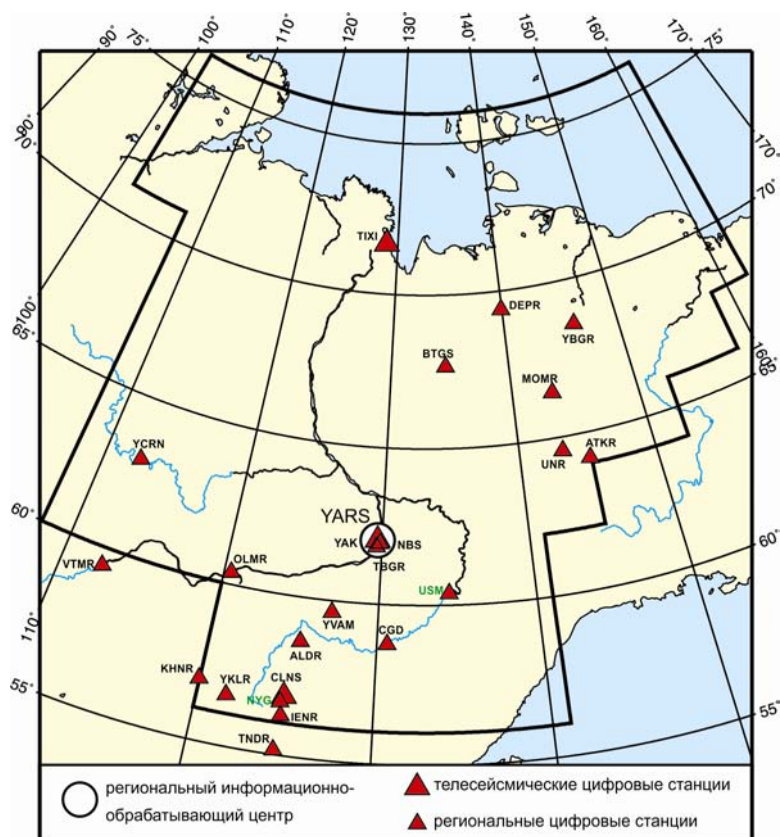 90° 75° 100° 110° 120° 130° 140° 150° 160° 170° 75°
80°
70°
170°
70°
TIXI
DEPR
YBGR
100°
65°
BTGS
MOMR
160°
65°
YCRN
ATKR
UNR
60°
YARS
YAK
NBS
TBGR
60°
VTMR
OLMR
USM
YVAM
CGD
110°
ALDR
KHNR
YKLR
CLNS
NYG
IENR
55°
55°
TNDR
региональный информационно-
обрабатывающий центр
телесейсмические цифровые станции
региональные цифровые станции